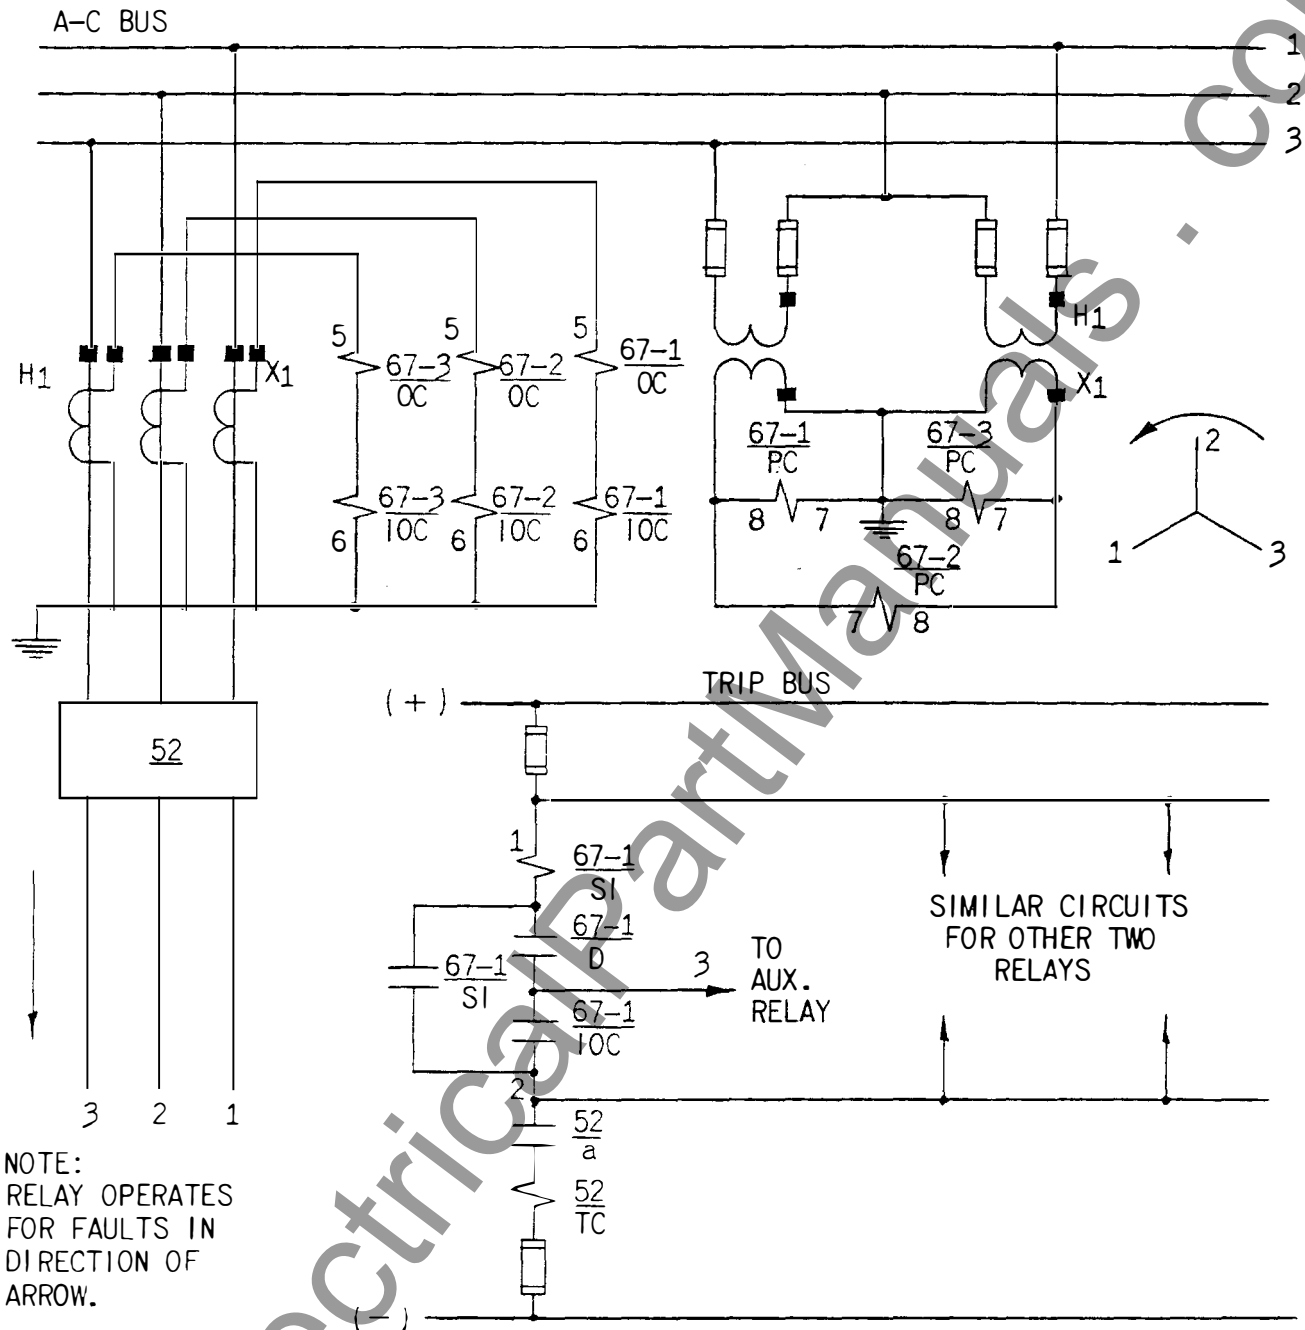 A-C BUS
1
2
3
H1
X1
5
67-3
OC
5
67-2
OC
5
67-1
OC
67-3
IOC
6
67-2
IOC
6
67-1
IOC
6
H1
X1
67-1
PC
67-3
PC
8
7
8
7
67-2
PC
7
8
2
1
3
52
3
2
1
NOTE:
RELAY OPERATES
FOR FAULTS IN
DIRECTION OF
ARROW.
TRIP BUS
(+)
1
67-1
SI
67-1
D
67-1
SI
3
TO
AUX.
RELAY
67-1
IOC
2
52
a
52
TC
(-)
SIMILAR CIRCUITS
FOR OTHER TWO
RELAYS
ectricalPartManuals . co